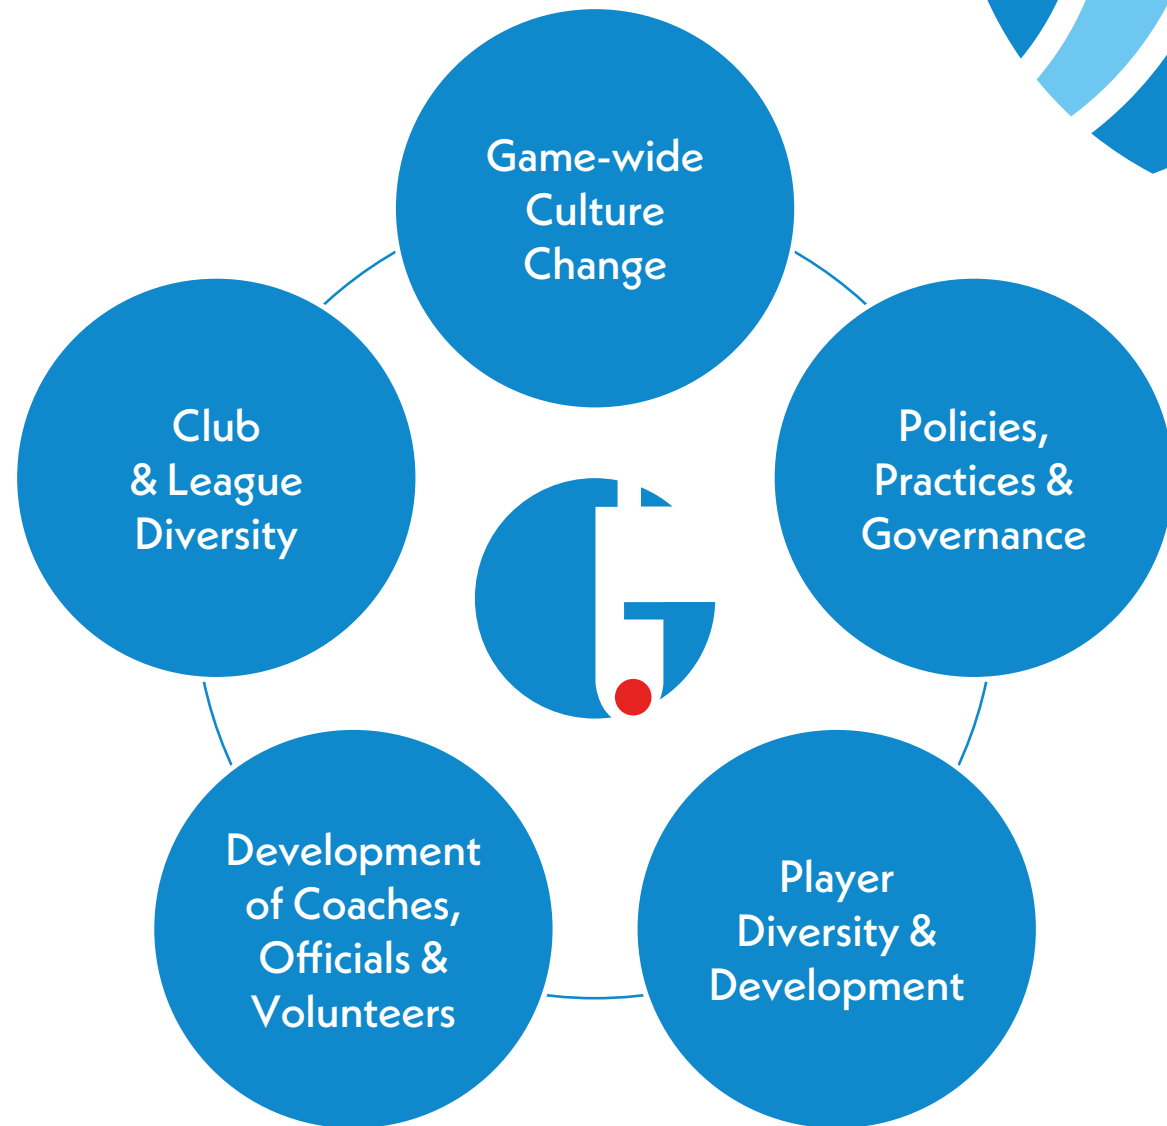 Game-wide
Culture
Change
Club
& League
Diversity
Policies,
Practices &
Governance
Development
of Coaches,
Officials &
Volunteers
Player
Diversity &
Development